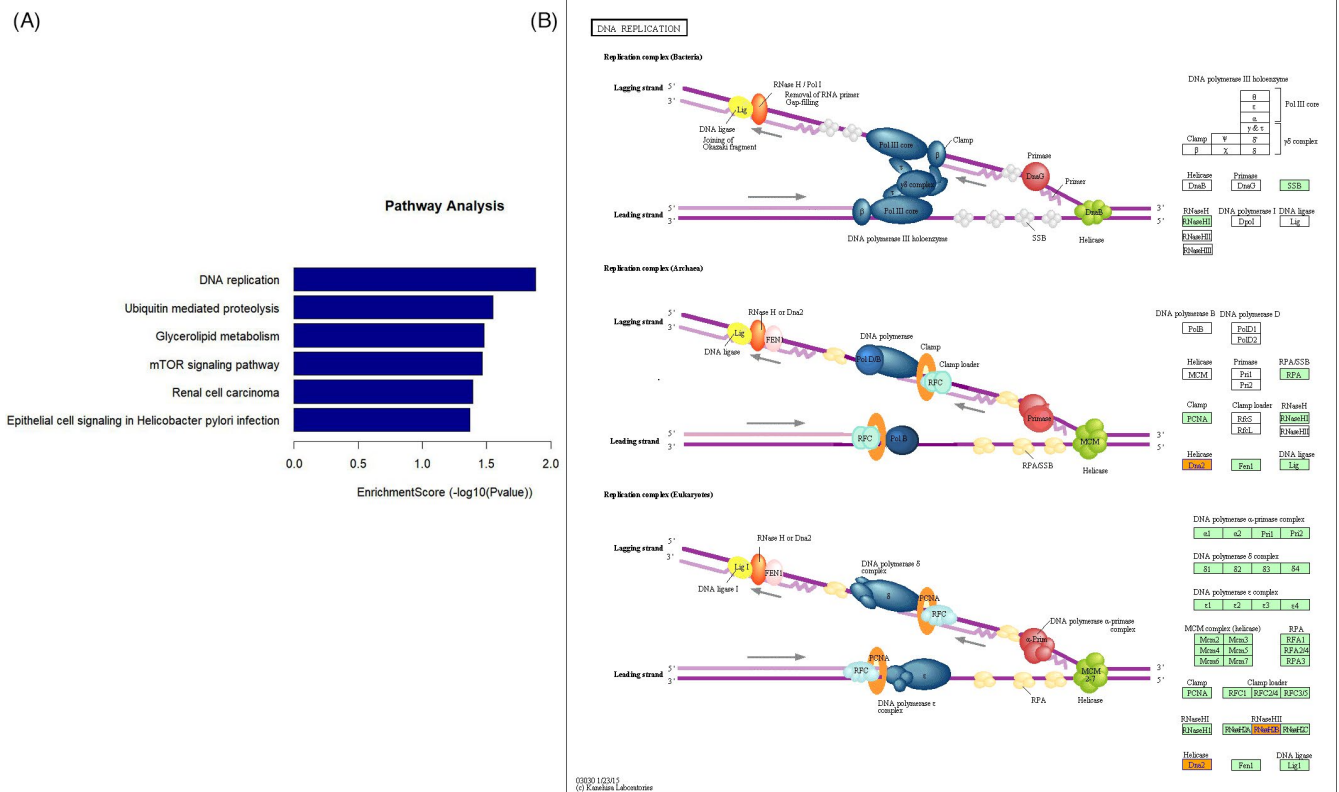 (A)
Pathway Analysis
DNA replication
Ubiquitin mediated proteolysis
Glycerolipid metabolism
mTOR signaling pathway
Renal cell carcinoma
Epithelial cell signaling in Helicobacter pylori infection
0.0 0.5 1.0 1.5 2.0
EnrichmentScore (-log10(Pvalue))
(B)
DNA REPLICATION
Replication complex (Bacteria)
Lagging strand 5'
3'
RNase H / Pol I
Removal of RNA primer
Gap-filling
Lig
DNA ligase
Joining of
Okazaki fragment
Pol III core
β
Clamp
τ
γδ complex
Primase
DnaG
Primer
Leading strand
β
Pol III core
DNA polymerase III holoenzyme
SSB
DnaB
Helicase
3'
5'
DNA polymerase III holoenzyme
θ
ε
α
Pol III core
γ & τ
Clamp ψ δ'
β χ δ
γδ complex
Helicase Primase
DnaB DnaG SSB
RNaseH DNA polymerase I DNA ligase
RNaseHI DpoI Lig
RNaseHII
RNaseHIII
Replication complex (Archaea)
Lagging strand 5'
3'
RNase H or Dna2
Lig
FEN1
DNA ligase
DNA polymerase
Pol D/B
Clamp
Clamp loader
RFC
Primase
Leading strand
RFC
Pol B
RPA/SSB
MCM
Helicase
3'
5'
DNA polymerase B DNA polymerase D
PolB PolD1
PolD2
Helicase Primase RPA/SSB
MCM Pri1 RPA
Pri2
Clamp Clamp loader RNaseH
PCNA RfcS RNaseHI
RfcL RNaseHII
Helicase DNA ligase
Dna2 Fen1 Lig
Replication complex (Eukaryotes)
Lagging strand 5'
3'
RNase H or Dna2
Lig I
FEN1
DNA ligase I
DNA polymerase δ
complex
δ
PCNA
RFC
DNA polymerase α-primase
complex
α-Prim
Leading strand
RFC
PCNA
ε
DNA polymerase ε
complex
RPA
MCM
2-7
Helicase
3'
5'
DNA polymerase α-primase complex
α1 α2 Pri1 Pri2
DNA polymerase δ complex
δ1 δ2 δ3 δ4
DNA polymerase ε complex
ε1 ε2 ε3 ε4
MCM complex (helicase) RPA
Mcm2 Mcm3 RFA1
Mcm4 Mcm5 RFA2/4
Mcm6 Mcm7 RFA3
Clamp Clamp loader
PCNA RFC1 RFC2/4 RFC3/5
RNaseHI RNaseHII
RNaseH1 RNaseH2A RNaseH2B RNaseH2C
Helicase DNA ligase
Dna2 Fen1 Lig1
03030 1/23/15
(c) Kanehisa Laboratories